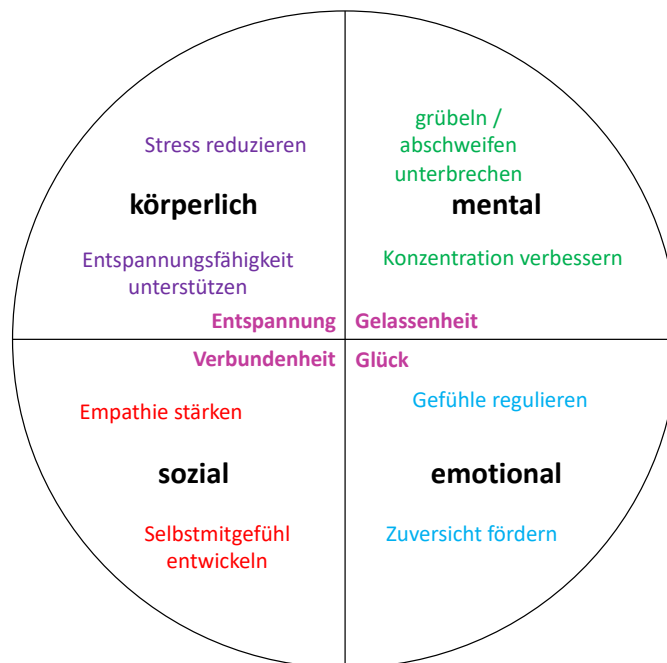 Stress reduzieren
körperlich
Entspannungsfähigkeit
unterstützen
Entspannung
grübeln /
abschweifen
unterbrechen
mental
Konzentration verbessern
Gelassenheit
Verbundenheit
Empathie stärken
sozial
Selbstmitgefühl
entwickeln
Glück
Gefühle regulieren
emotional
Zuversicht fördern